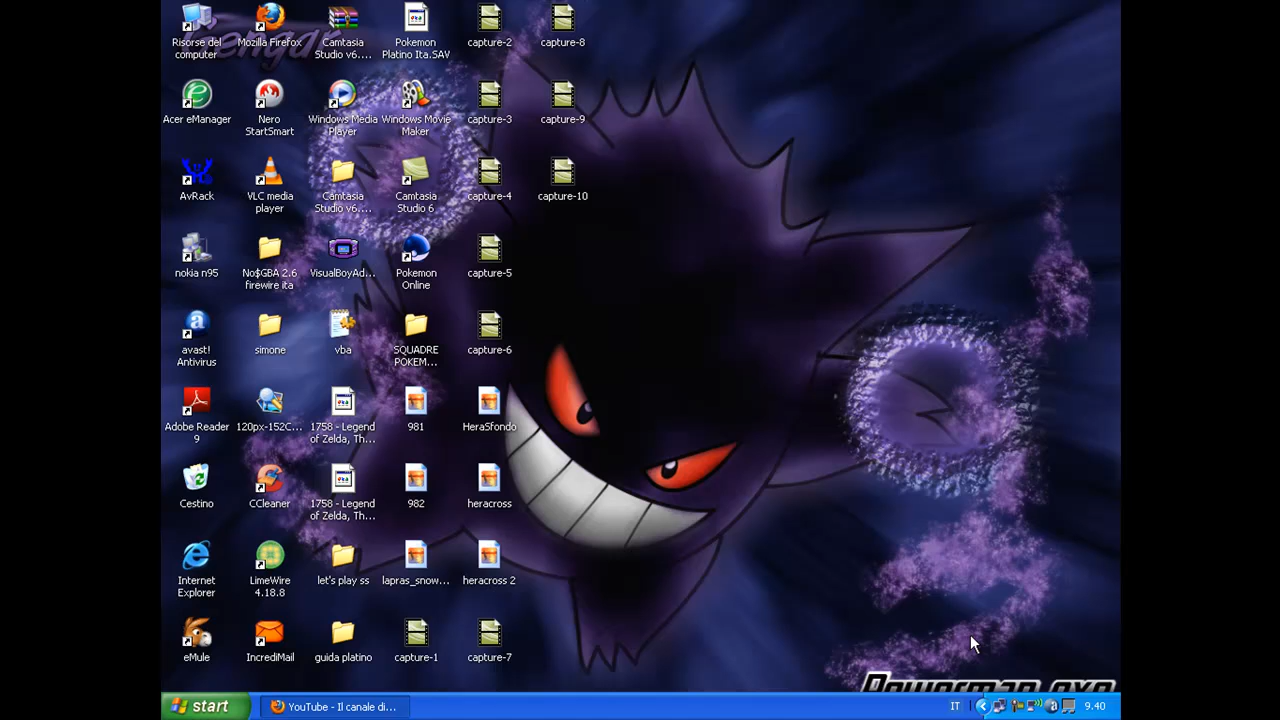 Gengar
Risorse del
computer
Mozilla Firefox
Camtasia
Studio v6....
Pokemon
Platino Ita.SAV
capture-2
capture-8
Acer eManager
Nero
StartSmart
Windows Media
Player
Windows Movie
Maker
capture-3
capture-9
AvRack
VLC media
player
Camtasia
Studio v6....
Camtasia
Studio 6
capture-4
capture-10
nokia n95
No$GBA 2.6
firewire ita
VisualBoyAd...
Pokemon
Online
capture-5
avast!
Antivirus
simone
vba
SQUADRE
POKEM...
capture-6
Adobe Reader
9
120px-152C...
1758 - Legend
of Zelda, Th...
981
HeraSfondo
Cestino
CCleaner
1758 - Legend
of Zelda, Th...
982
heracross
Internet
Explorer
LimeWire
4.18.8
let's play ss
lapras_snow...
heracross 2
eMule
IncrediMail
guida platino
capture-1
capture-7
start
YouTube - Il canale di...
IT
9.40